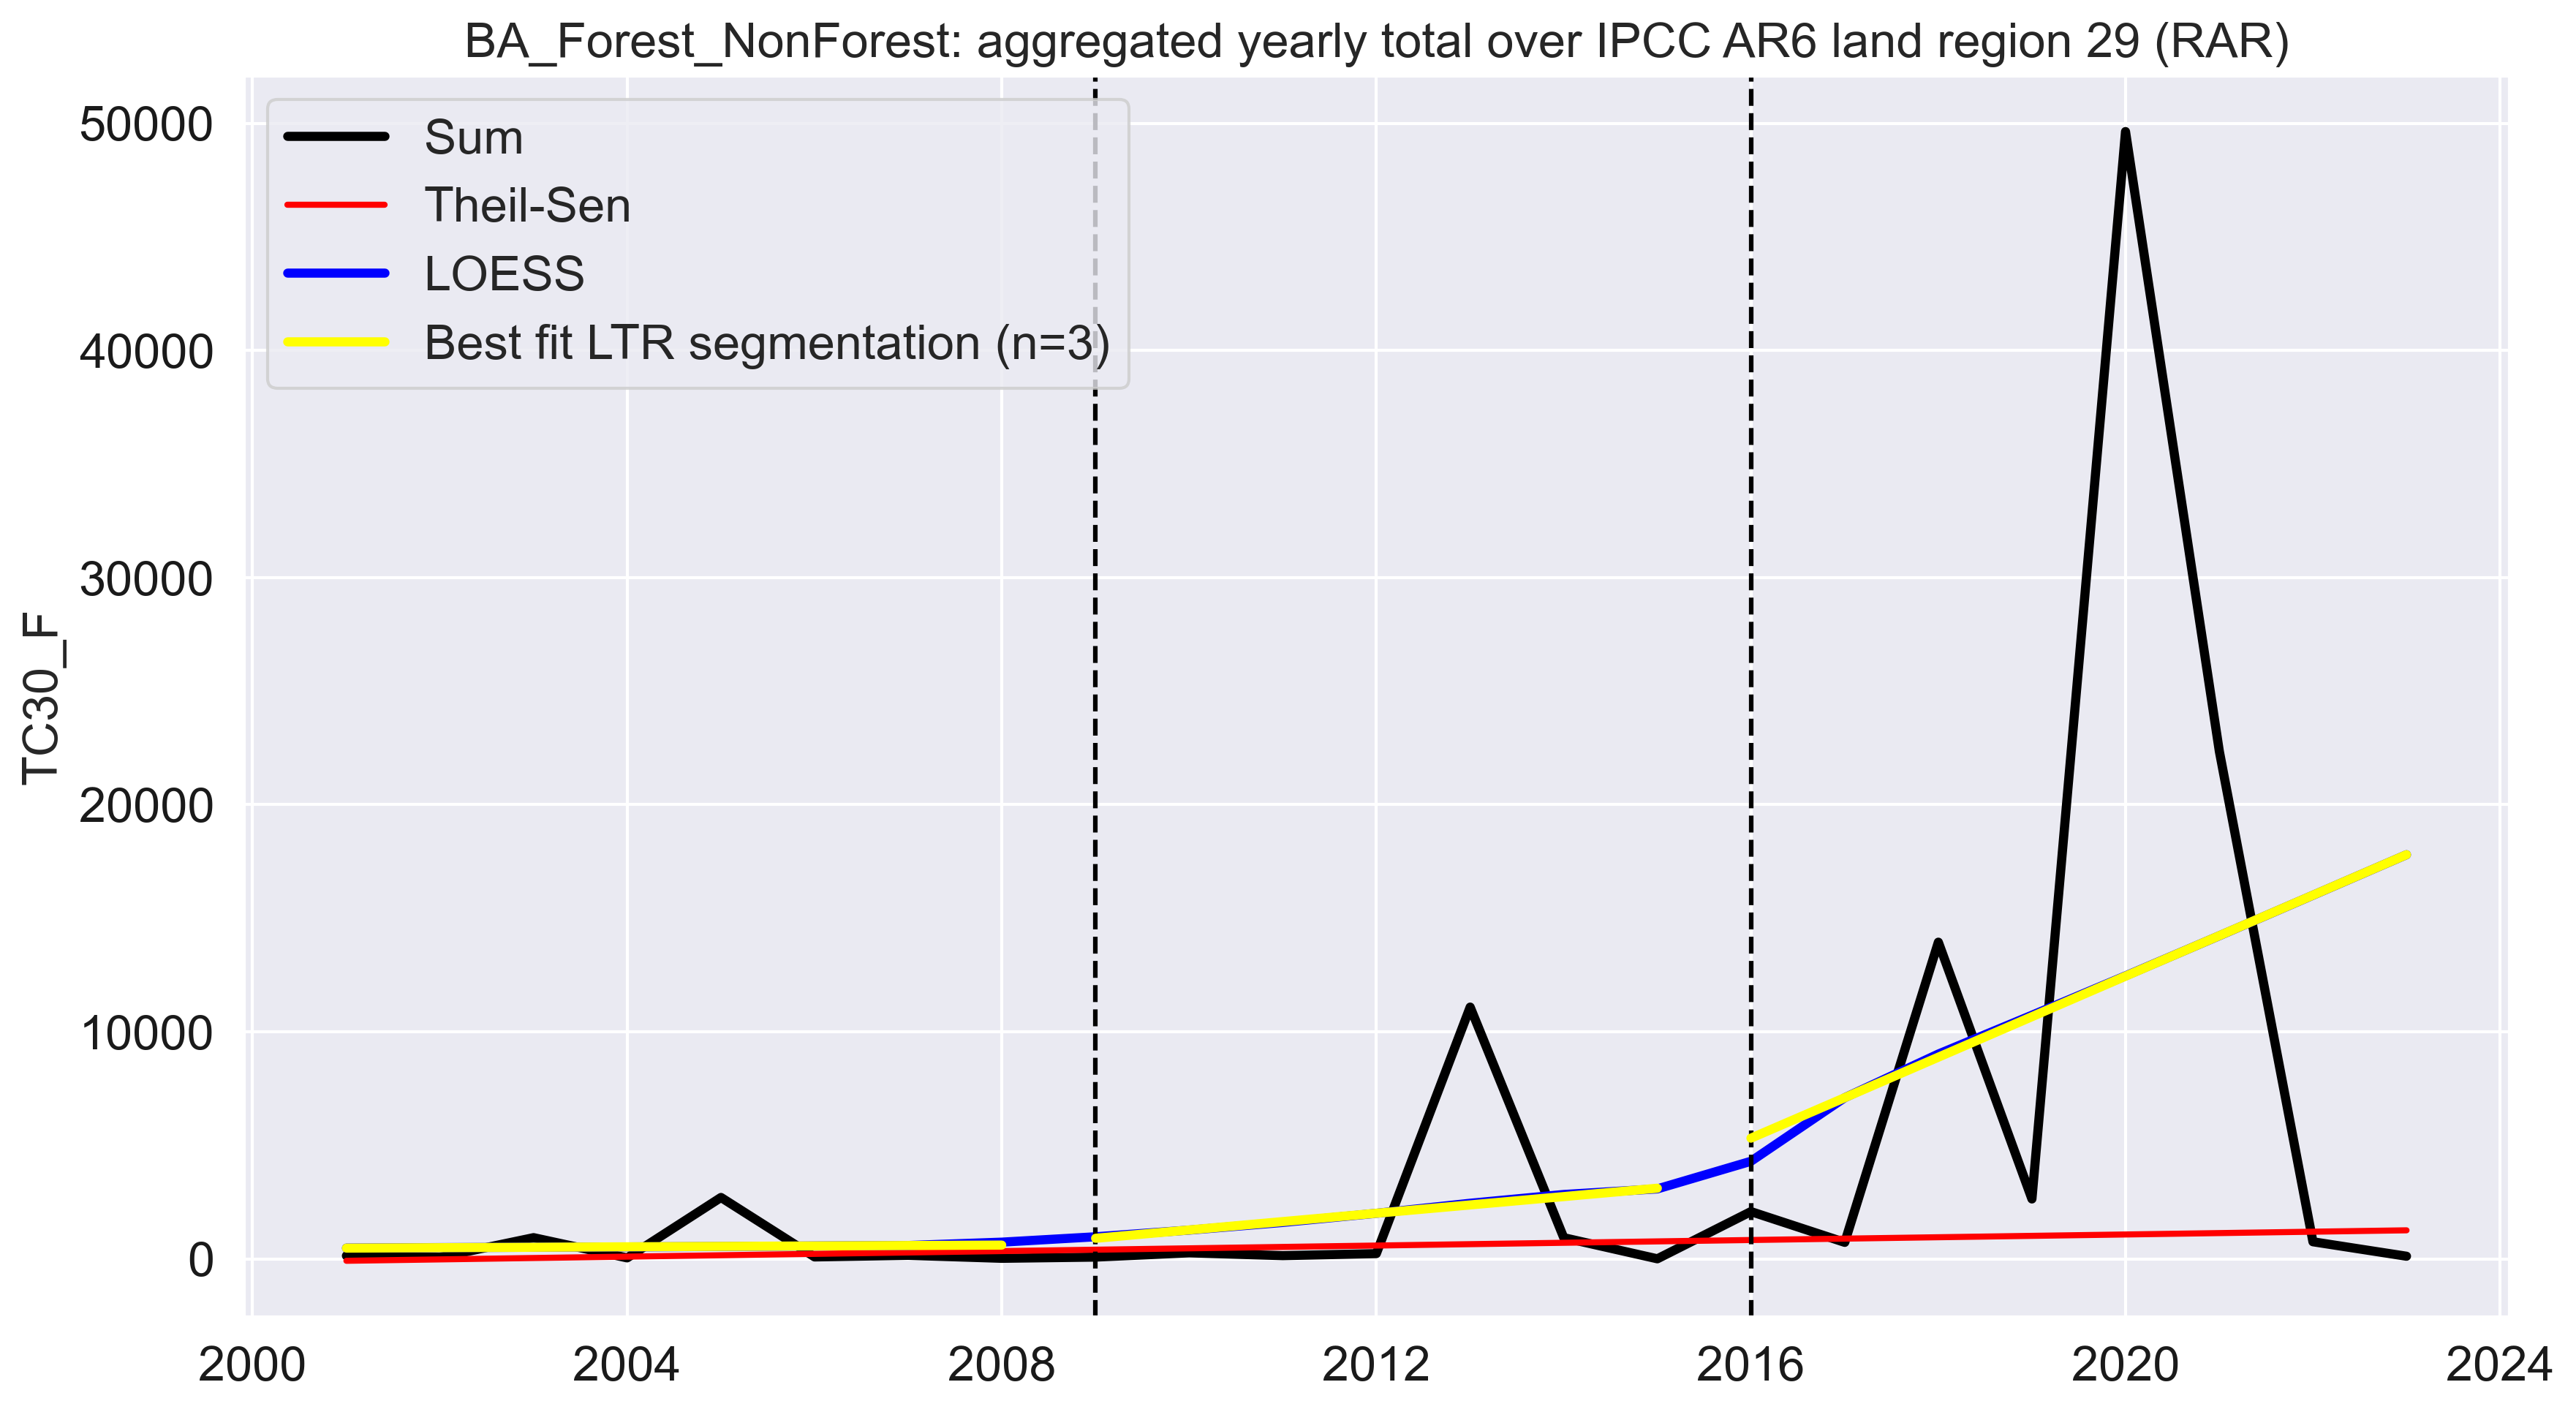 BA_Forest_NonForest: aggregated yearly total over IPCC AR6 land region 29 (RAR)
50000
40000
30000
20000
10000
0
TC30_F
Sum
Theil-Sen
LOESS
Best fit LTR segmentation (n=3)
2000 2004 2008 2012 2016 2020 2024